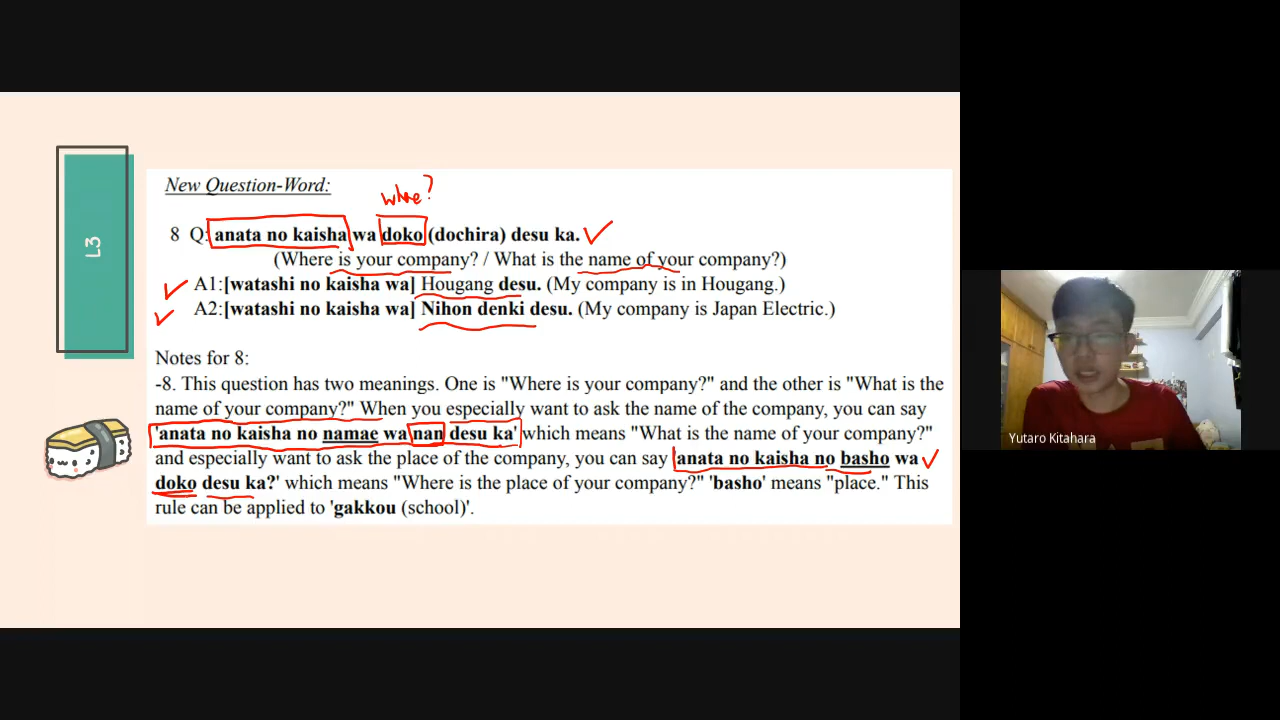 L3
New Question-Word:
where?
8 Q: anata no kaisha wa doko (dochira) desu ka.
(Where is your company? / What is the name of your company?)
A1:[watashi no kaisha wa] Hougang desu. (My company is in Hougang.)
A2:[watashi no kaisha wa] Nihon denki desu. (My company is Japan Electric.)
Notes for 8:
-8. This question has two meanings. One is "Where is your company?" and the other is "What is the
name of your company?" When you especially want to ask the name of the company, you can say
'anata no kaisha no namae wa nan desu ka' which means "What is the name of your company?"
and especially want to ask the place of the company, you can say 'anata no kaisha no basho wa
doko desu ka?' which means "Where is the place of your company?" 'basho' means "place." This
rule can be applied to 'gakkou (school)'.
Yutaro Kitahara